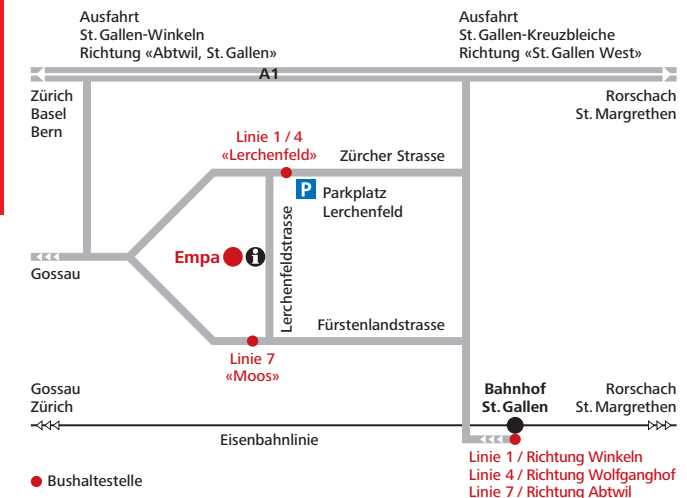 Ausfahrt
St. Gallen-Winkeln
Richtung «Abtwil, St. Gallen»
Ausfahrt
St. Gallen-Kreuzbleiche
Richtung «St. Gallen West»
A1
Zürich
Basel
Bern
Rorschach
St. Margrethen
Linie 1 / 4
«Lerchenfeld»
Zürcher Strasse
P
Parkplatz
Lerchenfeld
Lerchenfeldstrasse
Empa
i
Gossau
Fürstenlandstrasse
Linie 7
«Moos»
Gossau
Zürich
Bahnhof
St. Gallen
Rorschach
St. Margrethen
Eisenbahnlinie
Linie 1 / Richtung Winkeln
Linie 4 / Richtung Wolfganghof
Linie 7 / Richtung Abtwil
Bushaltestelle